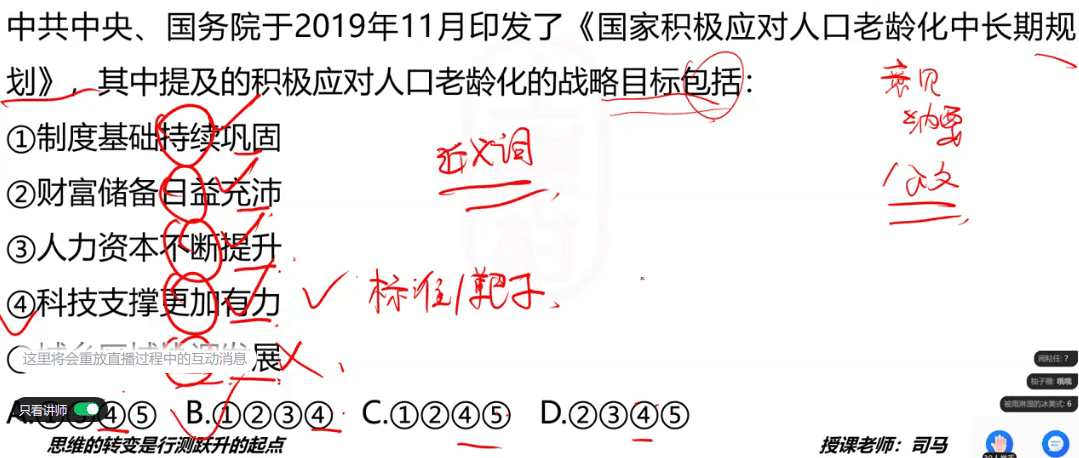 中共中央、国务院于2019年11月印发了《国家积极应对人口老龄化中长期规
划》，其中提及的积极应对人口老龄化的战略目标包括：
意见
纲要
公文
①制度基础持续巩固
近义词
②财富储备日益充沛
③人力资本不断提升
④科技支撑更加有力
标准/靶子
这里将会重放直播过程中的互动消息
展
周粘任: ?
柚子糖: 哦哦
被雨淋湿的冰美式: 6
只看讲师
④⑤ B.①②③④ C.①②④⑤ D.②③④⑤
思维的转变是行测跃升的起点
授课老师：司马